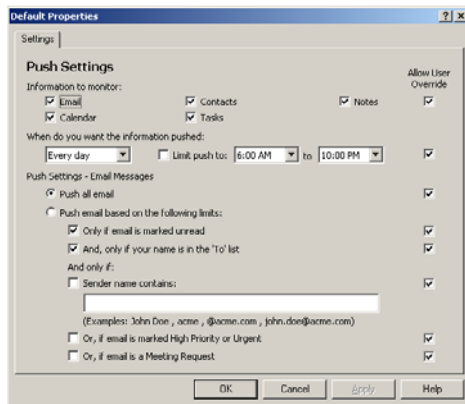 Default Properties
Settings
Push Settings
Allow User
Override
Information to monitor:
Email Contacts Notes
Calendar Tasks
When do you want the information pushed:
Every day Limit push to: 6:00 AM to 10:00 PM
Push Settings - Email Messages
Push all email
Push email based on the following limits:
Only if email is marked unread
And, only if your name is in the 'To' list
And only if:
Sender name contains:
(Examples: John Doe , acme , @acme.com , john.doe@acme.com)
Or, if email is marked High Priority or Urgent
Or, if email is a Meeting Request
OK Cancel Apply Help